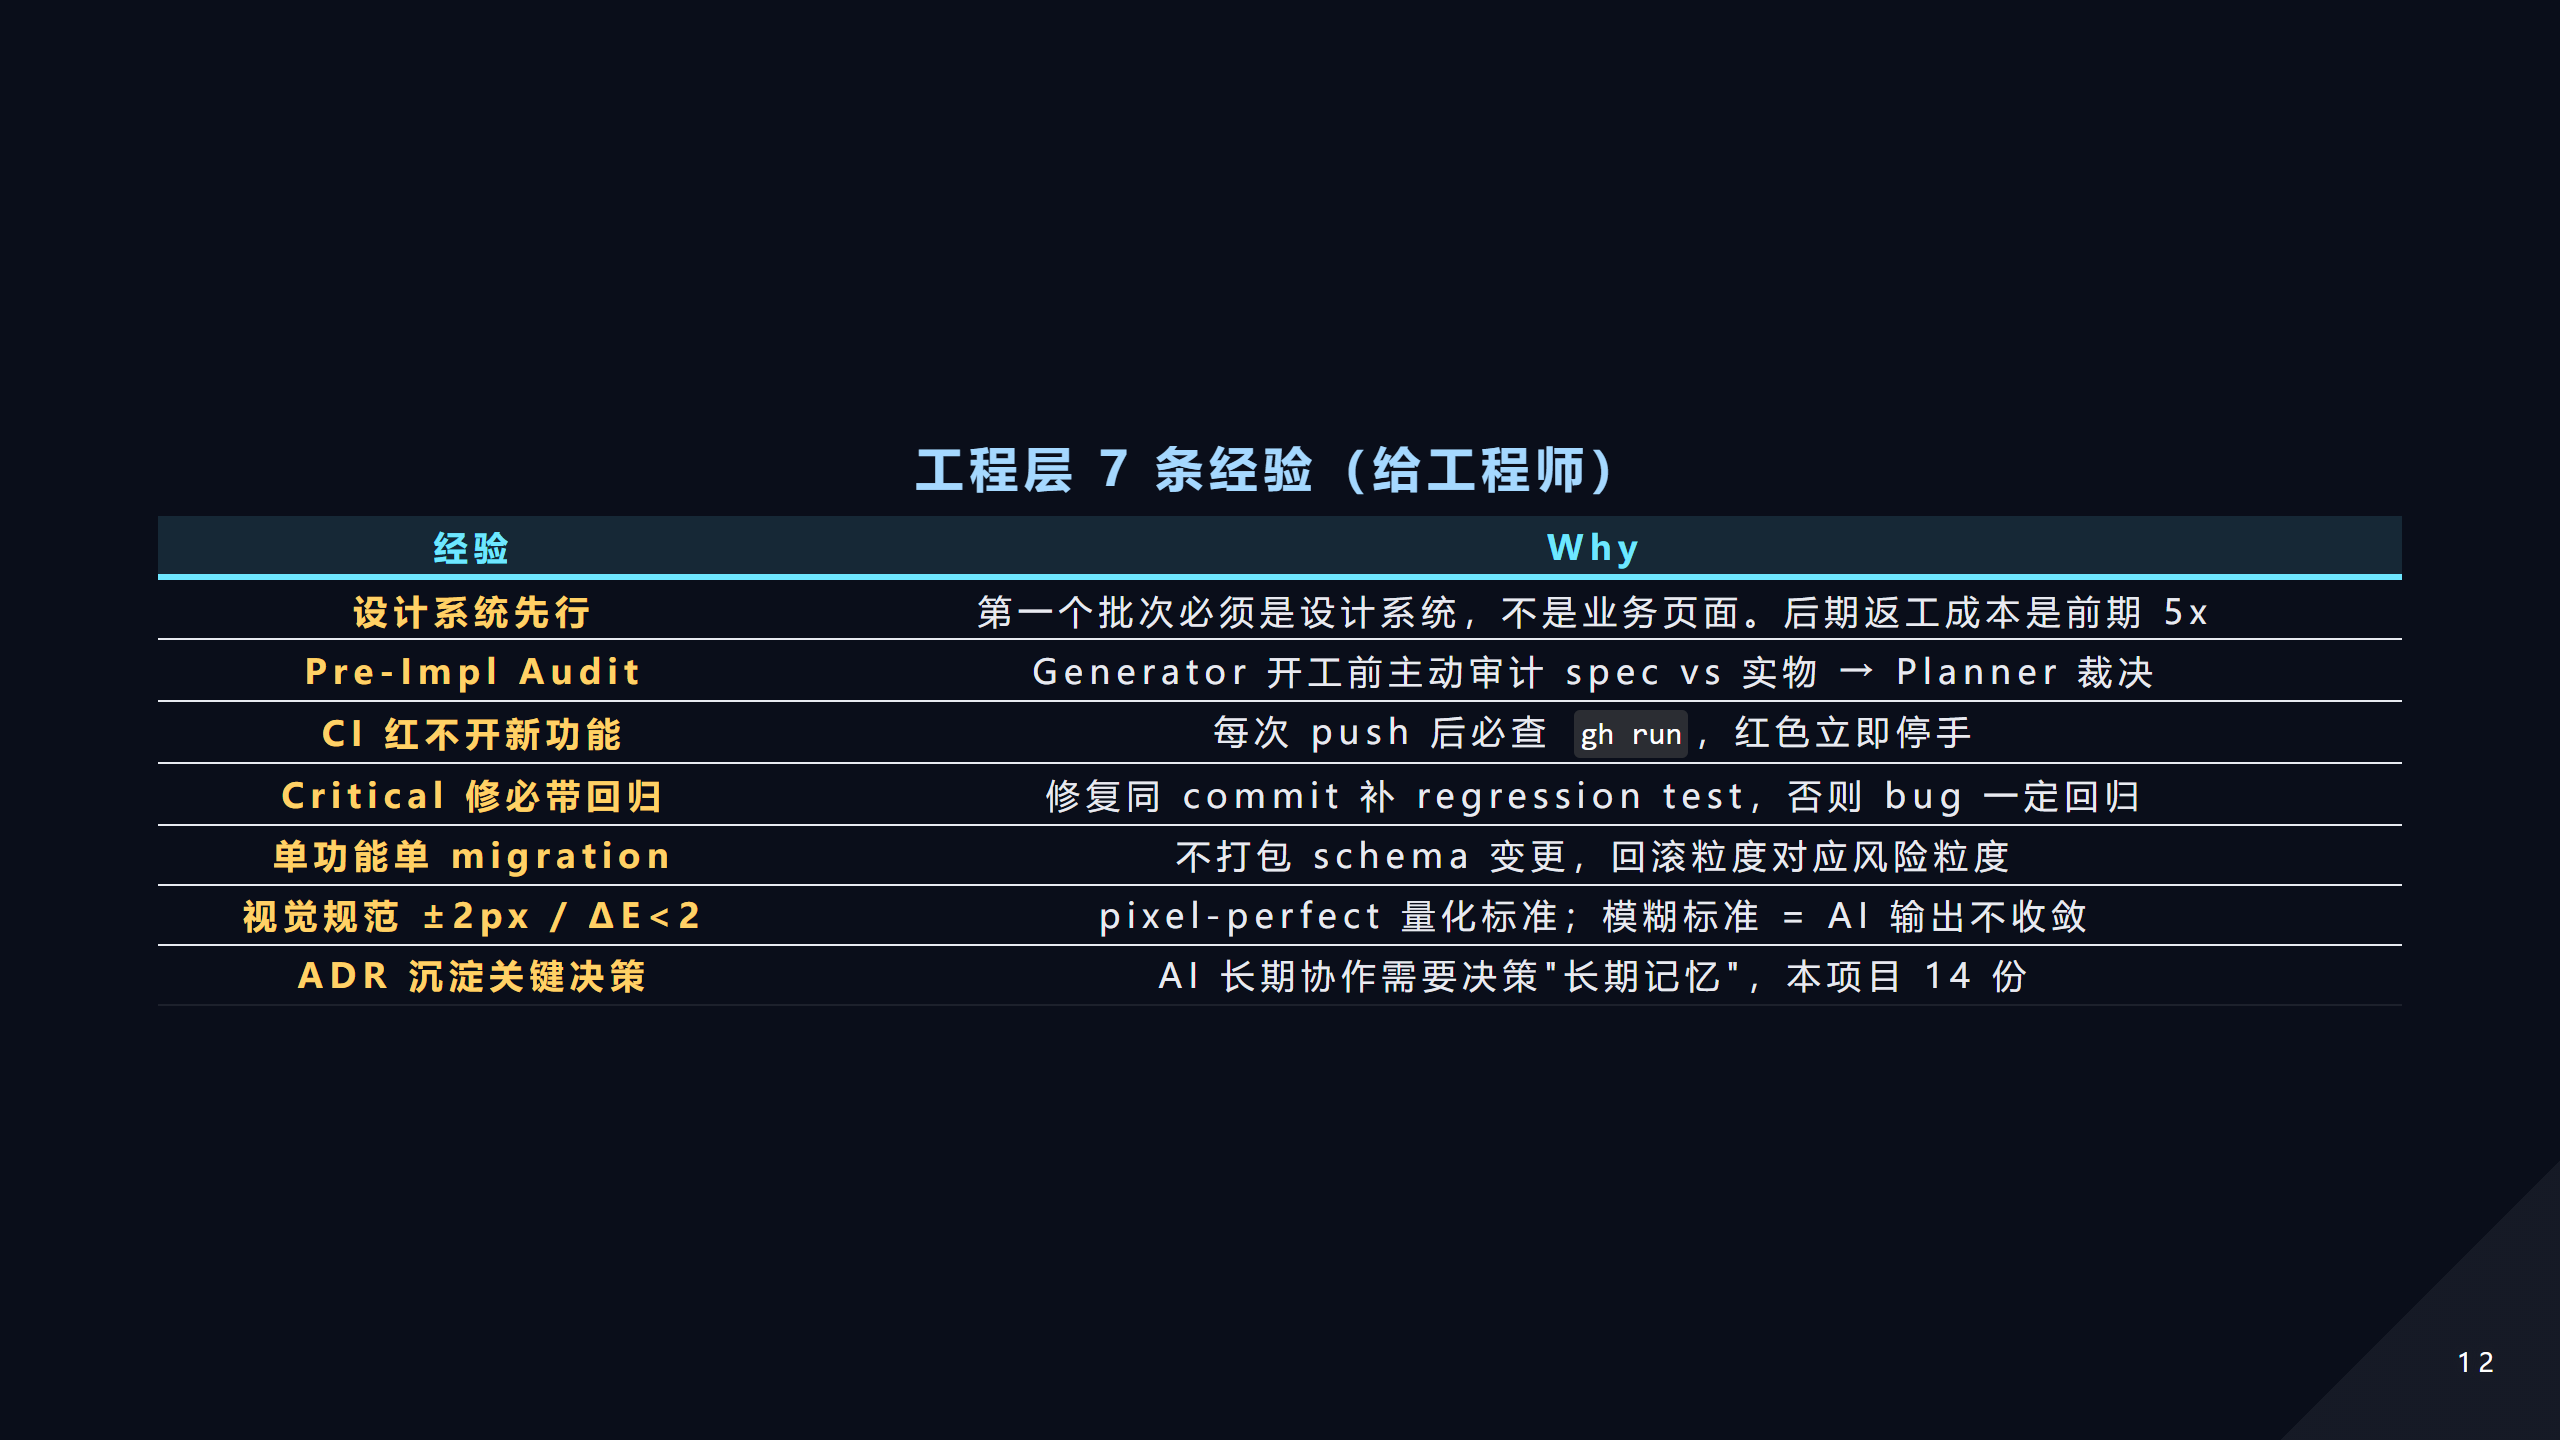 工程层 7 条经验（给工程师）
经验 Why
设计系统先行 第一个批次必须是设计系统，不是业务页面。后期返工成本是前期 5x
Pre-Impl Audit Generator 开工前主动审计 spec vs 实物 → Planner 裁决
CI 红不开新功能 每次 push 后必查 gh run，红色立即停手
Critical 修必带回归 修复同 commit 补 regression test，否则 bug 一定回归
单功能单 migration 不打包 schema 变更，回滚粒度对应风险粒度
视觉规范 ±2px / ΔE<2 pixel-perfect 量化标准；模糊标准 = AI 输出不收敛
ADR 沉淀关键决策 AI 长期协作需要决策"长期记忆"，本项目 14 份
12